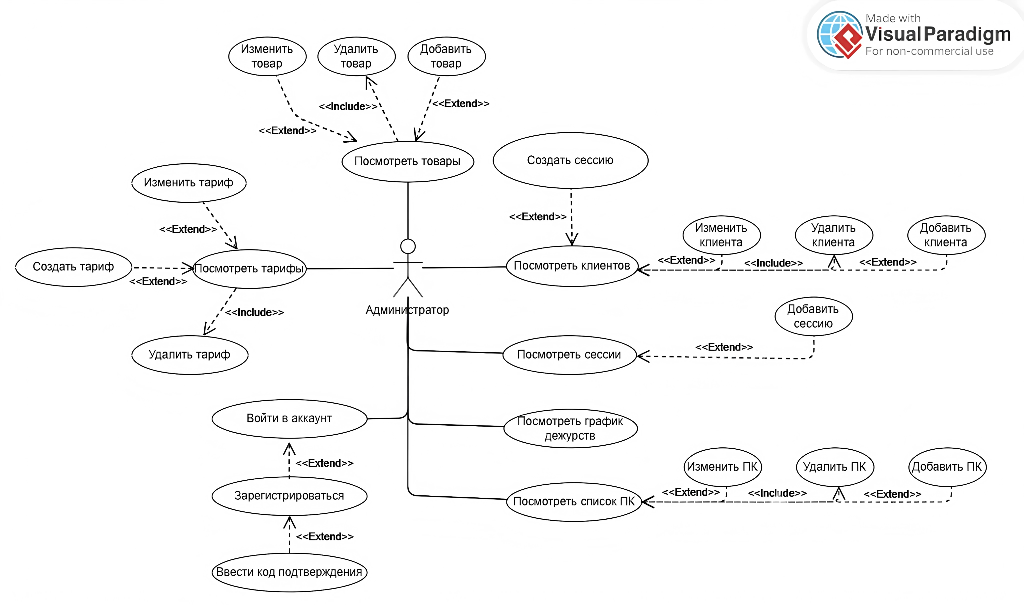 Made with
VisualParadigm
For non-commercial use
Изменить
товар
Удалить
товар
Добавить
товар
<<Include>>
<<Extend>>
<<Extend>>
Посмотреть товары
Создать сессию
Изменить тариф
<<Extend>>
<<Extend>>
Изменить
клиента
Удалить
клиента
Добавить
клиента
Создать тариф
Посмотреть тарифы
<<Extend>>
Посмотреть клиентов
<<Extend>>
<<Include>>
<<Extend>>
Администратор
<<Include>>
Добавить
сессию
Удалить тариф
Посмотреть сессии
<<Extend>>
Войти в аккаунт
Посмотреть график
дежурств
<<Extend>>
Изменить ПК
Удалить ПК
Добавить ПК
Зарегистрироваться
Посмотреть список ПК
<<Extend>>
<<Include>>
<<Extend>>
<<Extend>>
Ввести код подтверждения